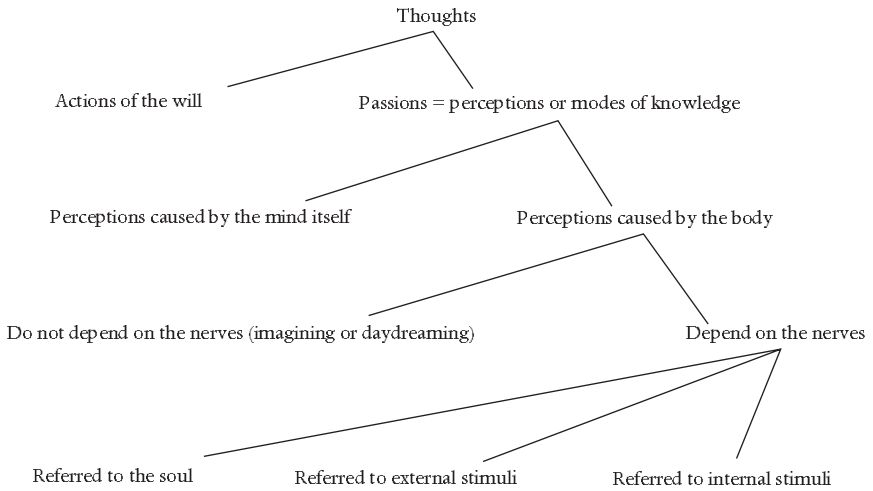 Thoughts
Actions of the will
Passions = perceptions or modes of knowledge
Perceptions caused by the mind itself
Perceptions caused by the body
Do not depend on the nerves (imagining or daydreaming)
Depend on the nerves
Referred to the soul
Referred to external stimuli
Referred to internal stimuli